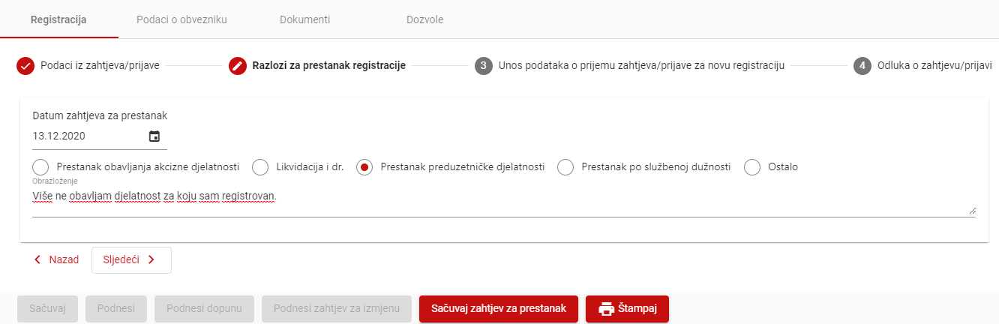 Registracija Podaci o obvezniku Dokumenti Dozvole
Podaci iz zahtjeva/prijave Razlozi za prestanak registracije 3 Unos podataka o prijemu zahtjeva/prijave za novu registraciju 4 Odluka o zahtjevu/prijavi
Datum zahtjeva za prestanak
13.12.2020
Prestanak obavljanja akcizne djelatnosti Likvidacija i dr. Prestanak preduzetničke djelatnosti Prestanak po službenoj dužnosti Ostalo
Obrazloženje
Više ne obavljam djelatnost za koju sam registrovan.
Nazad Sljedeći
Sačuvaj Podnesi Podnesi dopunu Podnesi zahtjev za izmjenu Sačuvaj zahtjev za prestanak Štampaj